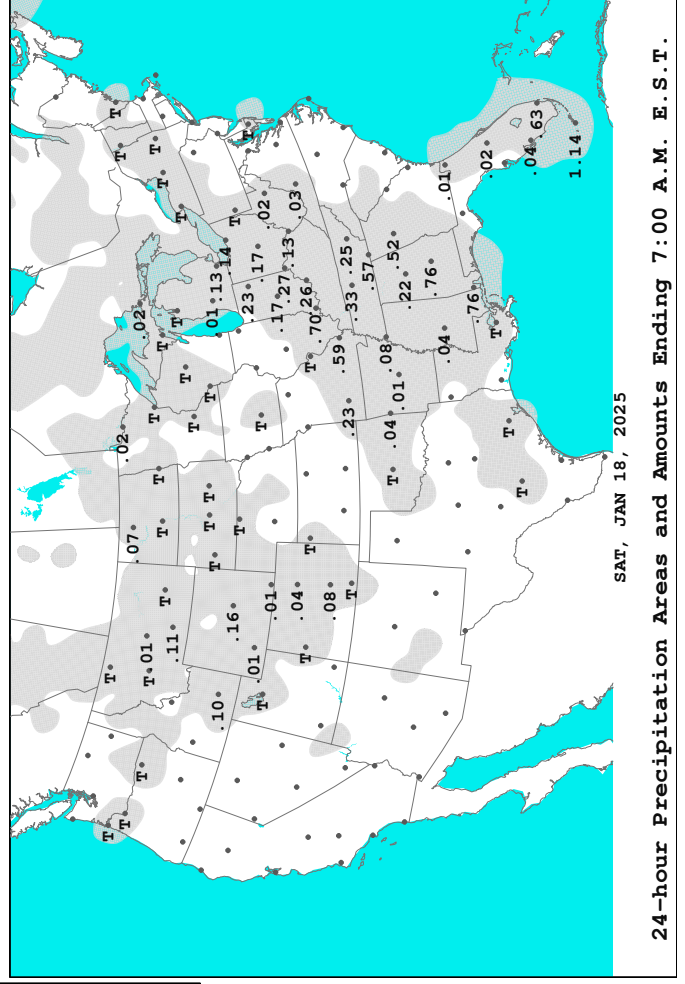 T
T
T
T
T
.02
.07
.02
T
.01
T
T
T
T
T
T
T
T
.11
T
T
T
T
T
T
T
.01
.13
T
.10
.14
.16
T
T
.23
T
.01
.17
T
T
.02
.01
.17
.27
.13
.03
.04
T
.26
T
T
.70
.08
.59
.25
.23
T
.33
.57
.08
.04
T
.52
.01
.22
.76
.04
.01
.76
.02
T
T
T
.04
.63
1.14
SAT, JAN 18, 2025
24-hour Precipitation Areas and Amounts Ending 7:00 A.M. E.S.T.